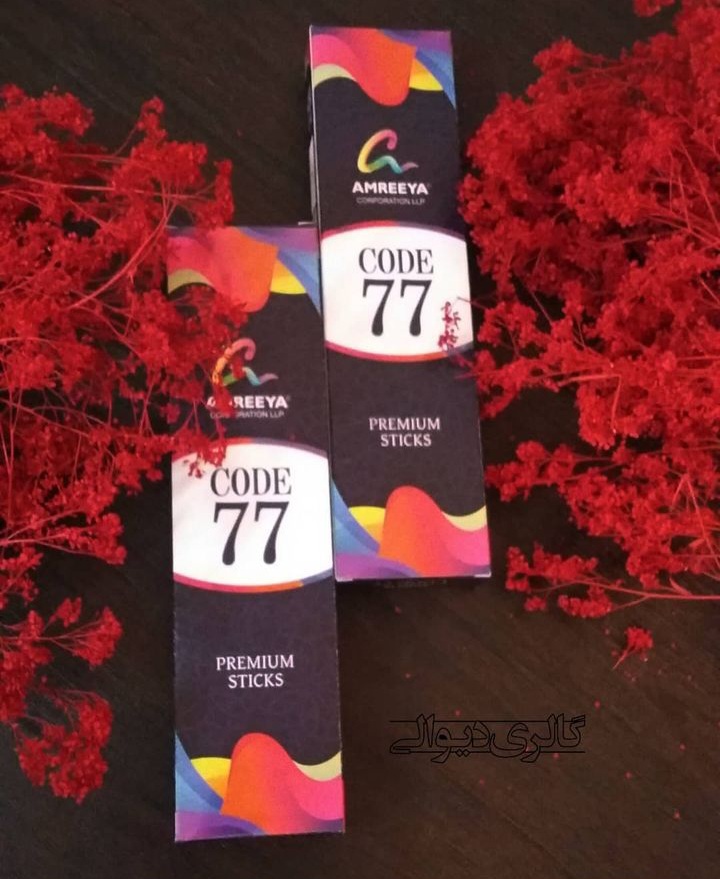 AMREEYA
CORPORATION LLP
CODE
77
PREMIUM
STICKS
AMREEYA
CORPORATION LLP
CODE
77
PREMIUM
STICKS
گالری دیوالی